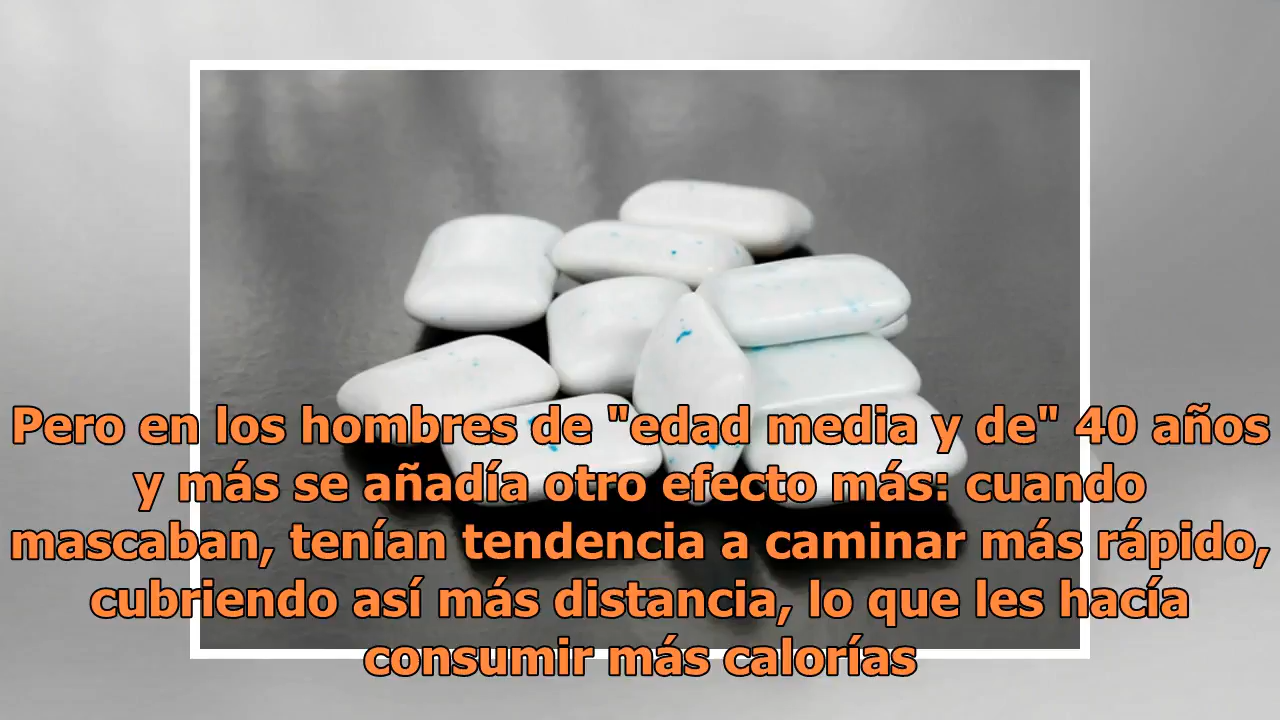 Pero en los hombres de "edad media y de" 40 años
y más se añadía otro efecto más: cuando
mascaban, tenían tendencia a caminar más rápido,
cubriendo así más distancia, lo que les hacía
consumir más calorías